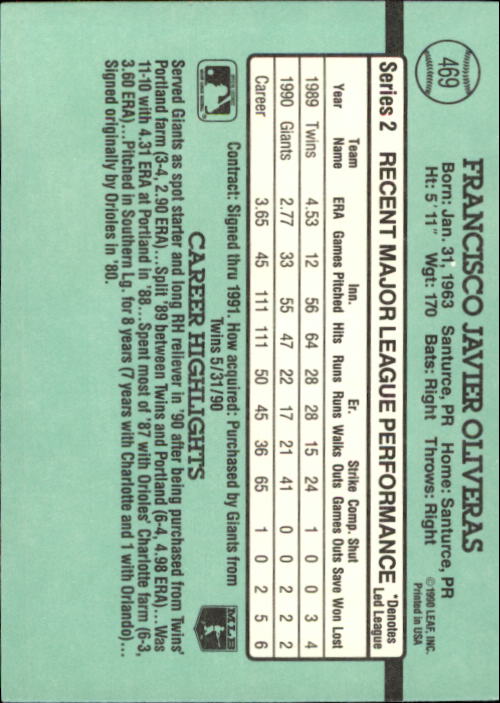 469
FRANCISCO JAVIER OLIVERAS
Born: Jan. 31, 1963 Santurce, PR Home: Santurce, PR
Ht: 5' 11" Wgt: 170 Bats: Right Throws: Right
© 1990 LEAF, INC.
Printed in USA
Series 2 RECENT MAJOR LEAGUE PERFORMANCE *Denotes
Led League
Team Inn. Er. Strike Comp. Shut
Year Name ERA Games Pitched Hits Runs Runs Walks Outs Games Outs Save Won Lost
1989 Twins 4.53 12 56 64 28 28 15 24 1 0 0 3 4
1990 Giants 2.77 33 55 47 22 17 21 41 0 0 2 2 2
Career 3.65 45 111 111 50 45 36 65 1 0 2 5 6
Contract: Signed thru 1991. How acquired: Purchased by Giants from
Twins 5/31/90
MLB
CAREER HIGHLIGHTS
Served Giants as spot starter and long RH reliever in '90 after being purchased from Twins'
Portland farm (3-4, 2.90 ERA)...Split '89 between Twins and Portland (6-4, 4.98 ERA)...Was
11-10 with 4.31 ERA at Portland in '88...Spent most of '87 with Orioles' Charlotte farm (6-3,
3.60 ERA)...Pitched in Southern Lg. for 8 years (7 years with Charlotte and 1 with Orlando)...
Signed originally by Orioles in '80.